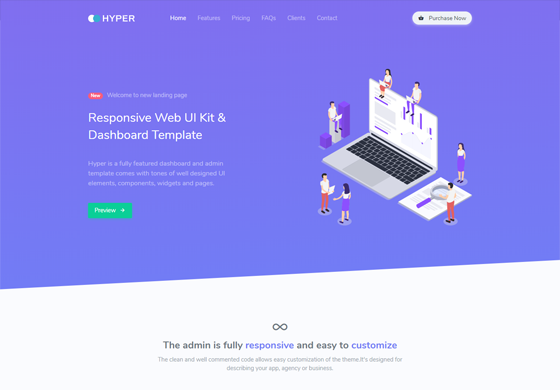 HYPER
Home Features Pricing FAQs Clients Contact
Purchase Now
New Welcome to new landing page
Responsive Web UI Kit &
Dashboard Template
Hyper is a fully featured dashboard and admin
template comes with tones of well designed UI
elements, components, widgets and pages.
Preview →
The admin is fully responsive and easy to customize
The clean and well commented code allows easy customization of the theme.It's designed for
describing your app, agency or business.